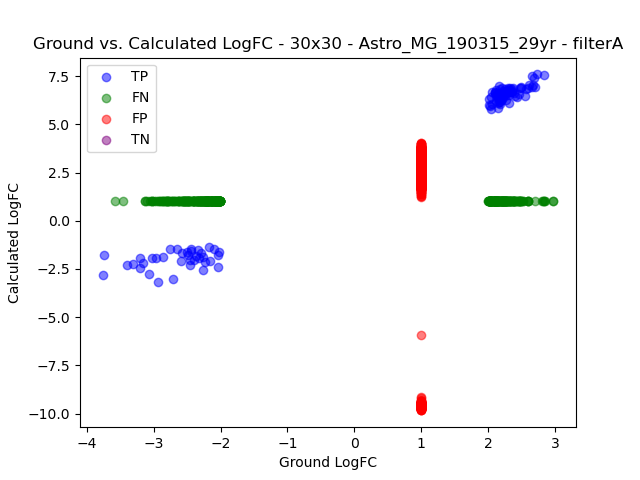 Ground vs. Calculated LogFC - 30x30 - Astro_MG_190315_29yr - filterA
TP
FN
FP
TN
7.5
5.0
2.5
0.0
−2.5
−5.0
−7.5
−10.0
Calculated LogFC
−4
−3
−2
−1
0
1
2
3
Ground LogFC